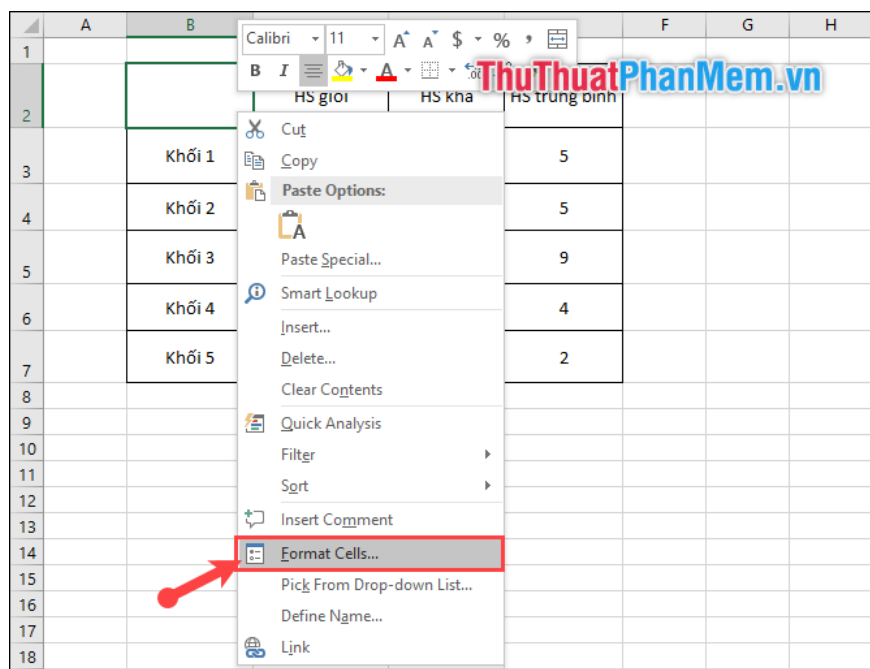 A B F G H
Calibri 11 A A $ % ,
1
B I A .00
ThuThuatPhanMem.vn
2 HS giỏi HS khá HS trung bình
Cut
3 Khối 1 5
Copy
Paste Options:
4 Khối 2 5
A
5 Khối 3 9
Paste Special...
Smart Lookup
6 Khối 4 4
Insert...
7 Khối 5 2
Delete...
8
Clear Contents
9
Quick Analysis
10
Filter
11
Sort
12
13
Insert Comment
14
Format Cells...
15
Pick From Drop-down List...
16
Define Name...
17
Link
18